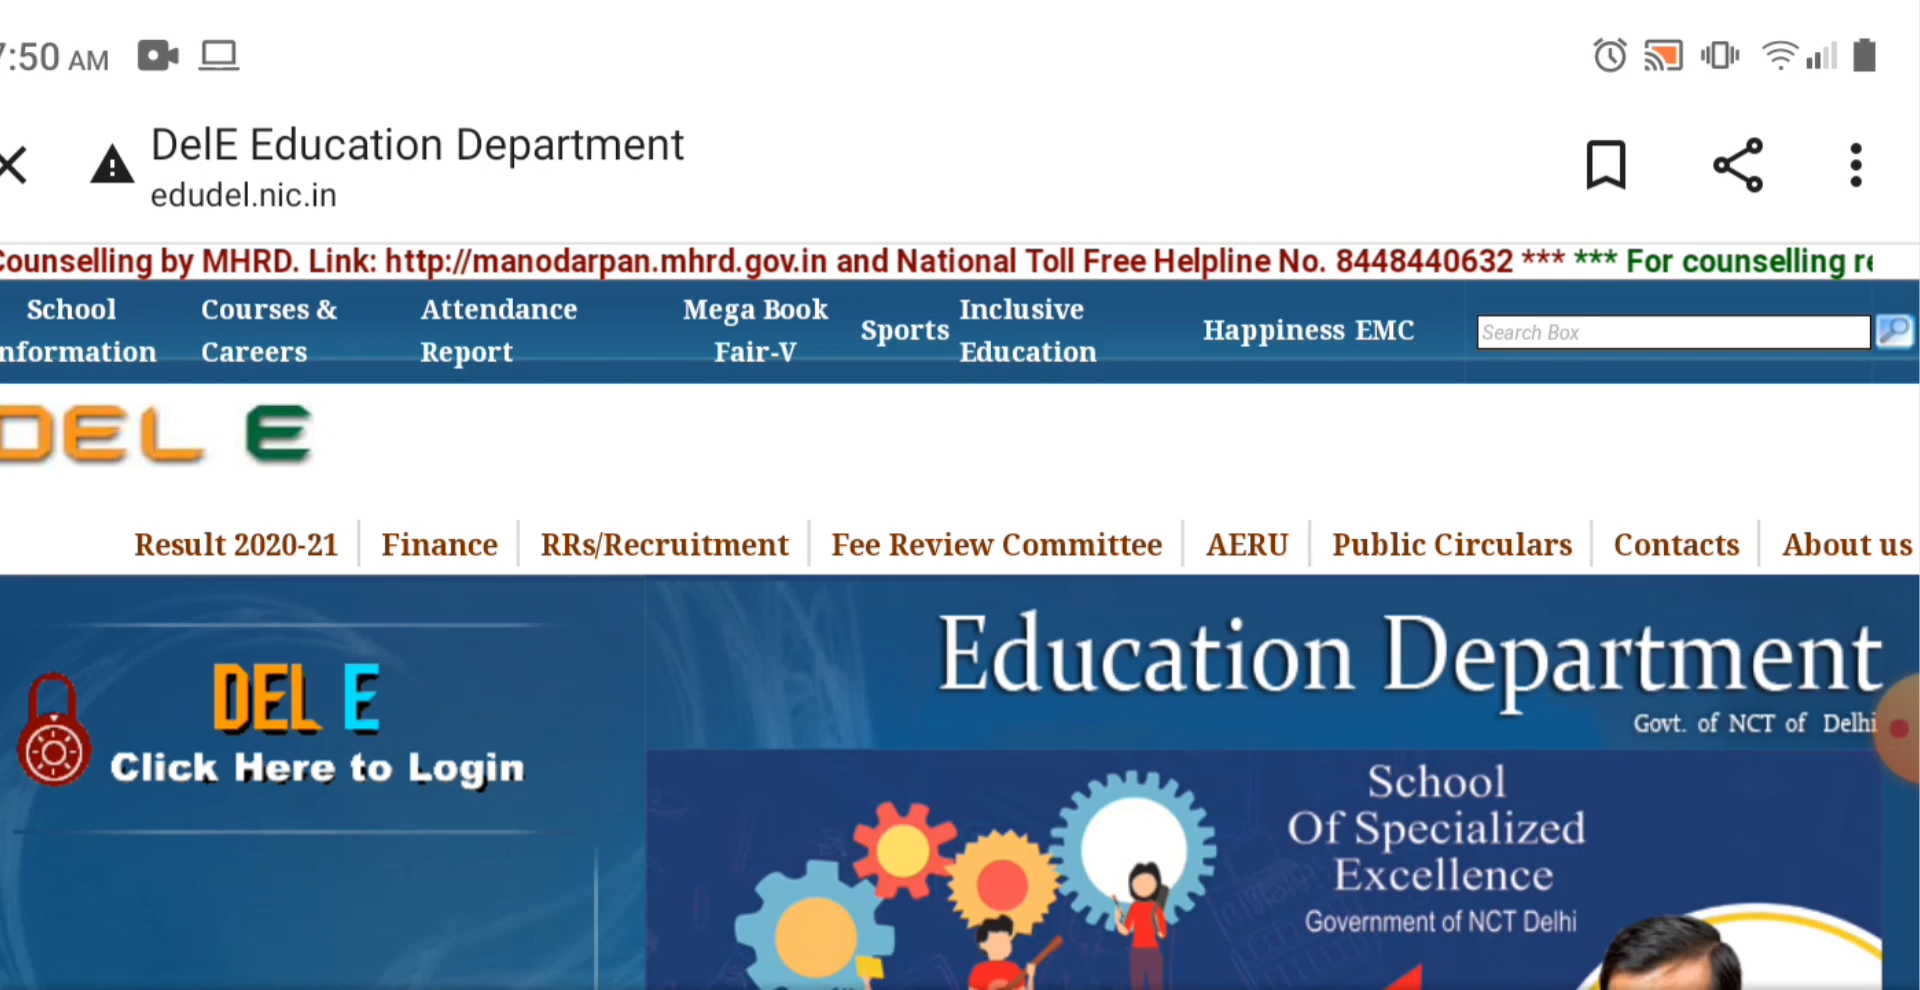 :50 AM
DelE Education Department
edudel.nic.in
Counselling by MHRD. Link: http://manodarpan.mhrd.gov.in and National Toll Free Helpline No. 8448440632 *** *** For counselling re
School
nformation
Courses &
Careers
Attendance
Report
Mega Book
Fair-V
Sports
Inclusive
Education
Happiness EMC
Search Box
DEL E
Result 2020-21 Finance RRs/Recruitment Fee Review Committee AERU Public Circulars Contacts About us
Education Department
Govt. of NCT of Delhi
DEL E
Click Here to Login
School
Of Specialized
Excellence
Government of NCT Delhi